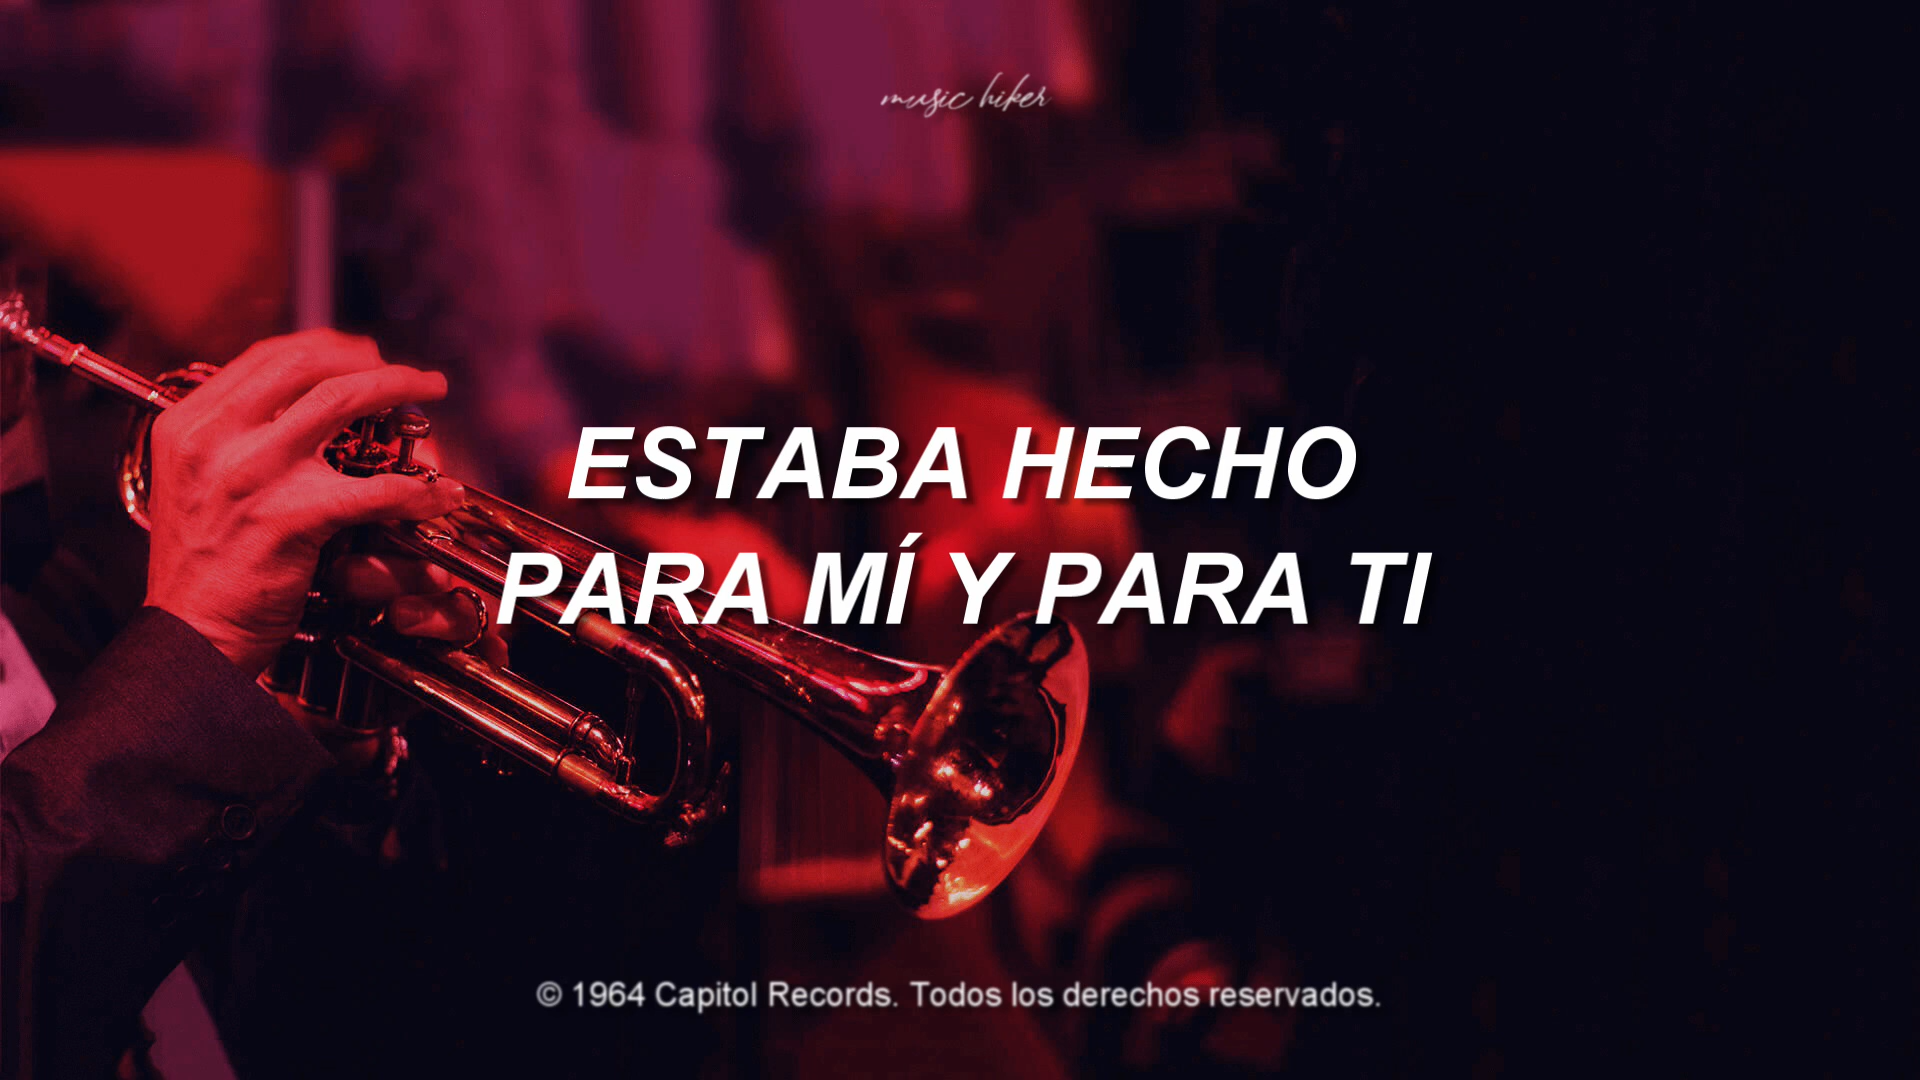 music hiker
ESTABA HECHO
PARA MÍ Y PARA TI
© 1964 Capitol Records. Todos los derechos reservados.